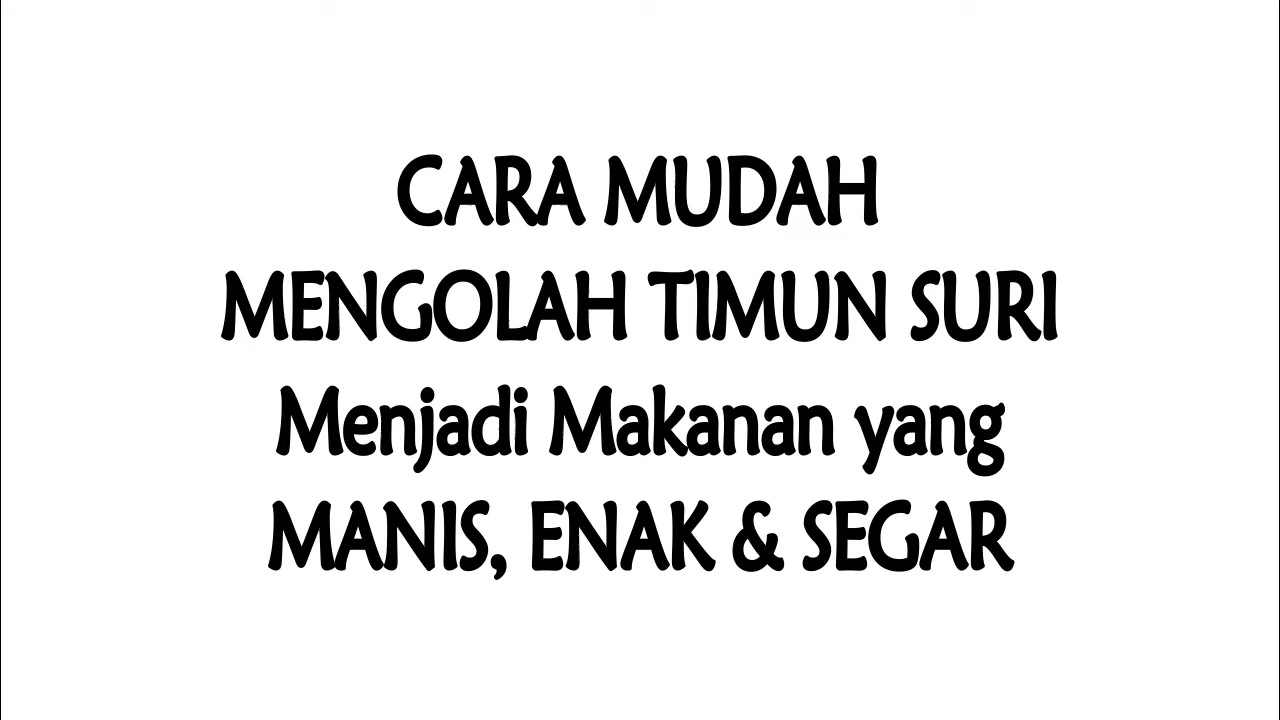 CARA MUDAH
MENGOLAH TIMUN SURI
Menjadi Makanan yang
MANIS, ENAK & SEGAR